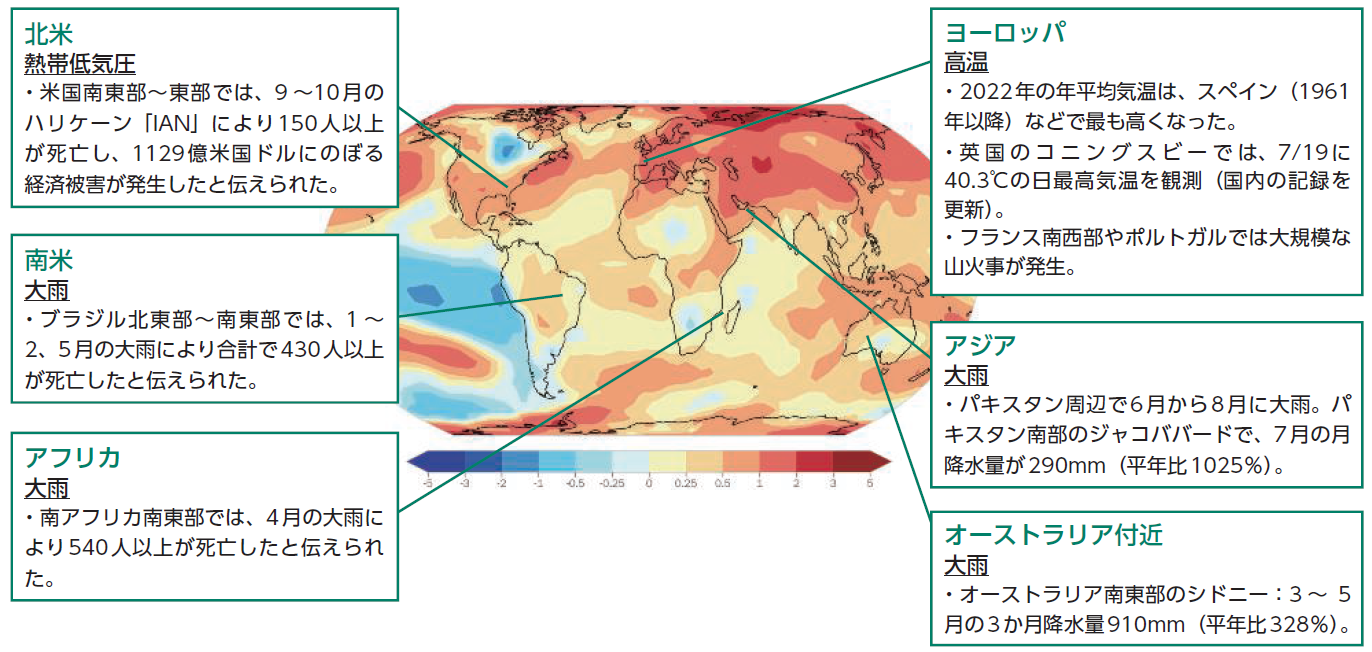 北米
熱帯低気圧
・米国南東部～東部では、9～10月の
ハリケーン「IAN」により150人以上
が死亡し、1129億米国ドルにのぼる
経済被害が発生したと伝えられた。
南米
大雨
・ブラジル北東部～南東部では、1～
2、5月の大雨により合計で430人以上
が死亡したと伝えられた。
アフリカ
大雨
・南アフリカ南東部では、4月の大雨に
より540人以上が死亡したと伝えられ
た。
ヨーロッパ
高温
・2022年の年平均気温は、スペイン（1961
年以降）などで最も高くなった。
・英国のコニングスビーでは、7/19に
40.3℃の日最高気温を観測（国内の記録を
更新）。
・フランス南西部やポルトガルでは大規模な
山火事が発生。
アジア
大雨
・パキスタン周辺で6月から8月に大雨。パ
キスタン南部のジャコババードで、7月の月
降水量が290mm（平年比1025%）。
オーストラリア付近
大雨
・オーストラリア南東部のシドニー：3～5
月の3か月降水量910mm（平年比328%）。
-5 -3 -2 -1 -0.5 -0.25 0 0.25 0.5 1 2 3 5